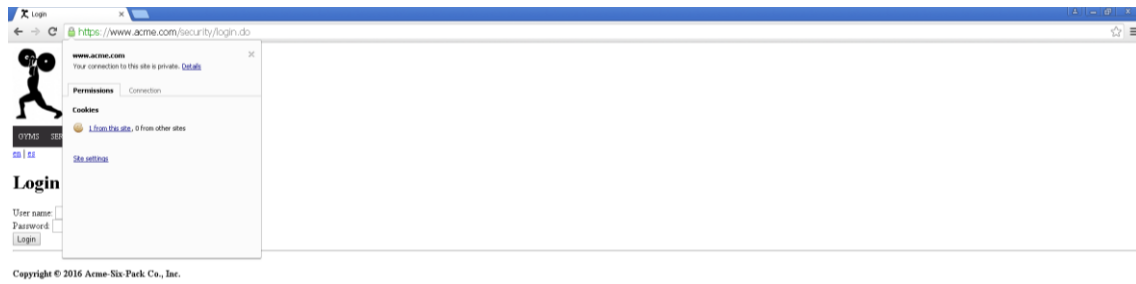 Login
https://www.acme.com/security/login.do
www.acme.com
Your connection to this site is private. Details
Permissions Connection
Cookies
1 from this site, 0 from other sites
GYMS SER
en | es
Site settings
Login
User name:
Password:
Login
Copyright © 2016 Acme-Six-Pack Co., Inc.